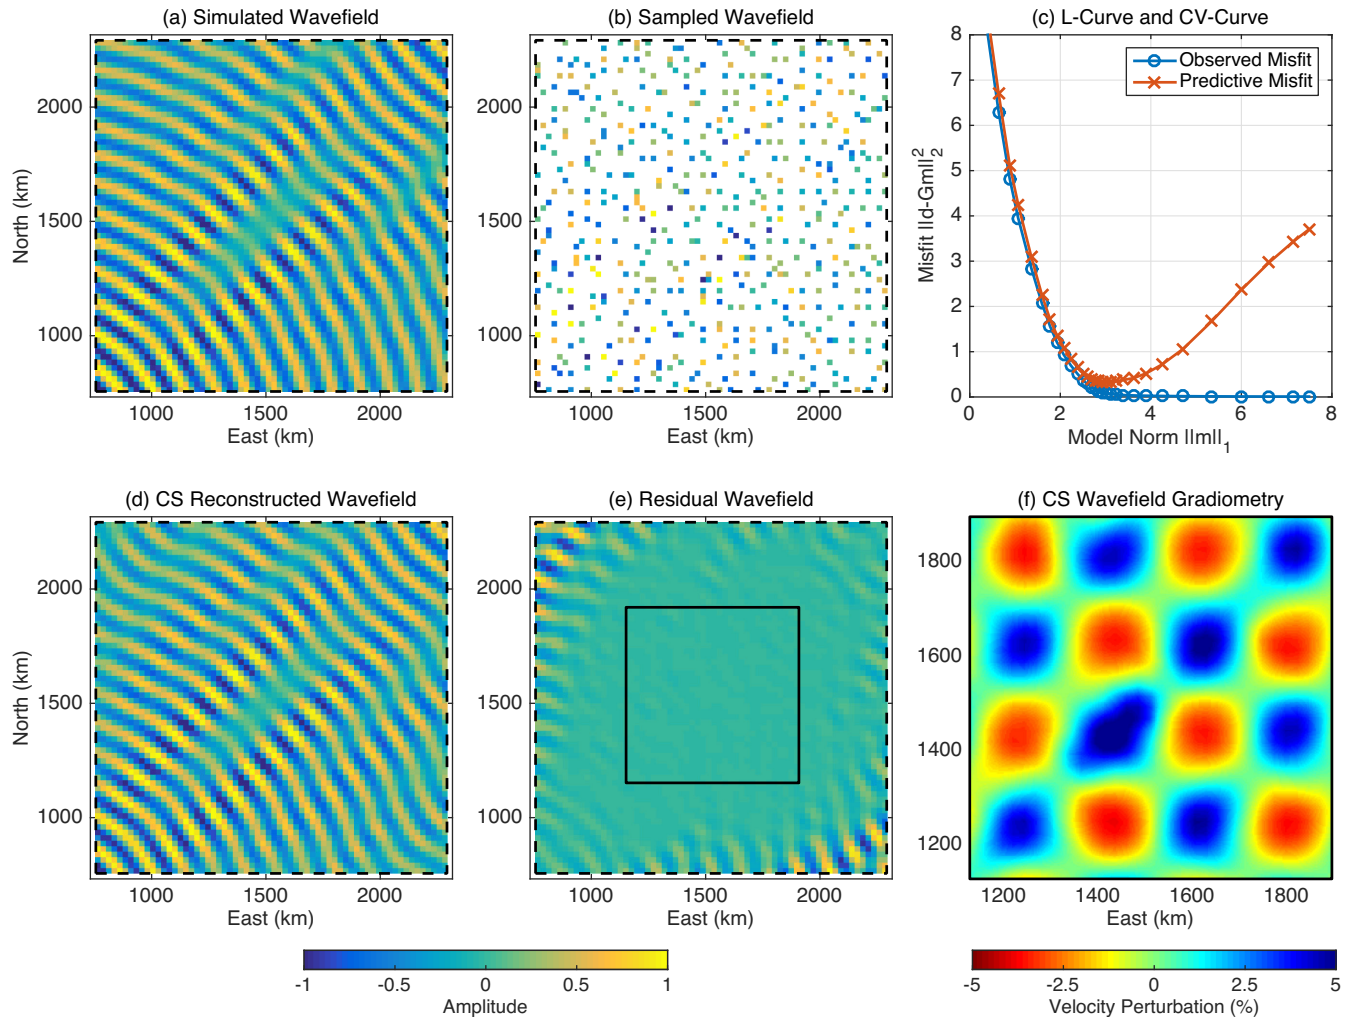 (a) Simulated Wavefield
(b) Sampled Wavefield
(c) L-Curve and CV-Curve
North (km)
2000
1500
1000
1000
1500
2000
East (km)
2000
1500
1000
1000
1500
2000
East (km)
Misfit ||d-Gm||₂²
8
7
6
5
4
3
2
1
0
Observed Misfit
Predictive Misfit
0
2
4
6
8
Model Norm ||m||₁
(d) CS Reconstructed Wavefield
(e) Residual Wavefield
(f) CS Wavefield Gradiometry
North (km)
2000
1500
1000
1000
1500
2000
East (km)
2000
1500
1000
1000
1500
2000
East (km)
1800
1600
1400
1200
1200
1400
1600
1800
East (km)
-1
-0.5
0
0.5
1
Amplitude
-5
-2.5
0
2.5
5
Velocity Perturbation (%)